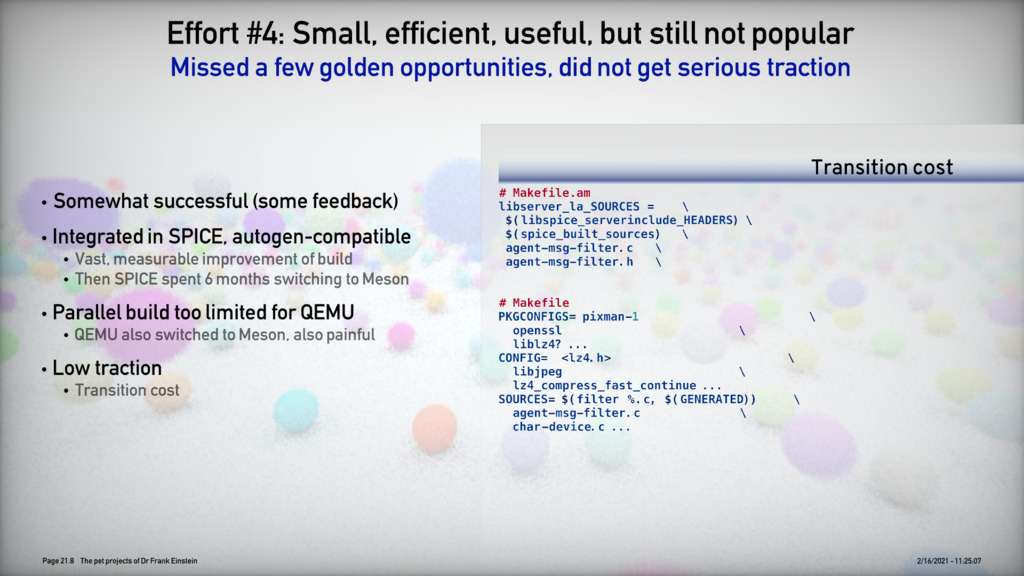 Effort #4: Small, efficient, useful, but still not popular
Missed a few golden opportunities, did not get serious traction
• Somewhat successful (some feedback)
• Integrated in SPICE, autogen-compatible
• Vast, measurable improvement of build
• Then SPICE spent 6 months switching to Meson
• Parallel build too limited for QEMU
• QEMU also switched to Meson, also painful
• Low traction
• Transition cost
Transition cost
# Makefile.am
libserver_la_SOURCES = \
$(libspice_serverinclude_HEADERS) \
$(spice_built_sources) \
agent-msg-filter.c \
agent-msg-filter.h \
# Makefile
PKGCONFIGS= pixman-1 \
openssl \
liblz4? ...
CONFIG= <lz4.h> \
libjpeg \
lz4_compress_fast_continue ...
SOURCES= $(filter %.c, $(GENERATED)) \
agent-msg-filter.c \
char-device.c ...
Page 21.8 The pet projects of Dr Frank Einstein
2/16/2021 - 11:25:07